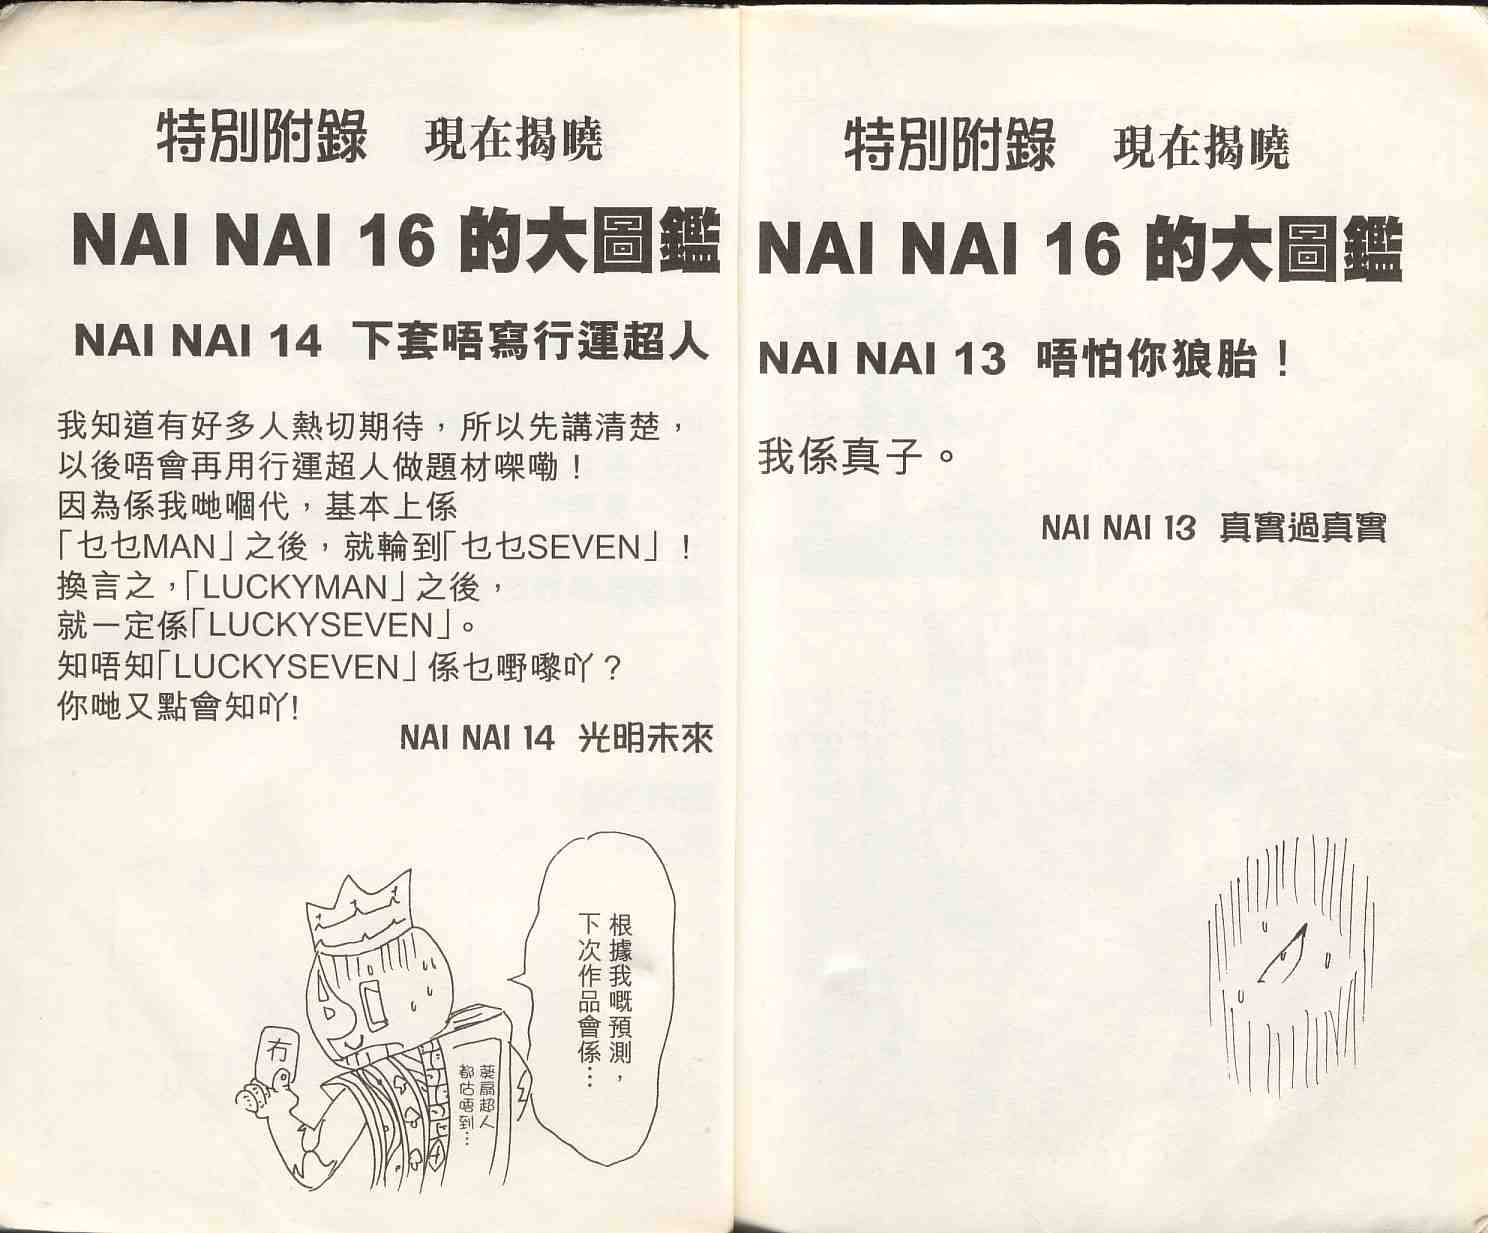 特別附錄　現在揭曉
NAI NAI 16 的大圖鑑
NAI NAI 14 下套唔寫行運超人
我知道有好多人熱切期待，所以先講清楚，
以後唔會再用行運超人做題材㗎嘞！
因為係我哋嗰代，基本上係
「乜乜MAN」之後，就輪到「乜乜SEVEN」！
換言之，「LUCKYMAN」之後，
就一定係「LUCKYSEVEN」。
知唔知「LUCKYSEVEN」係乜嘢嚟吖？
你哋又點會知吖!
NAI NAI 14 光明未來
根據我嘅預測，
下次作品會係…
冇
葵扇超人
都估唔到…
特別附錄　現在揭曉
NAI NAI 16 的大圖鑑
NAI NAI 13 唔怕你狼胎！
我係真子。
NAI NAI 13 真實過真實